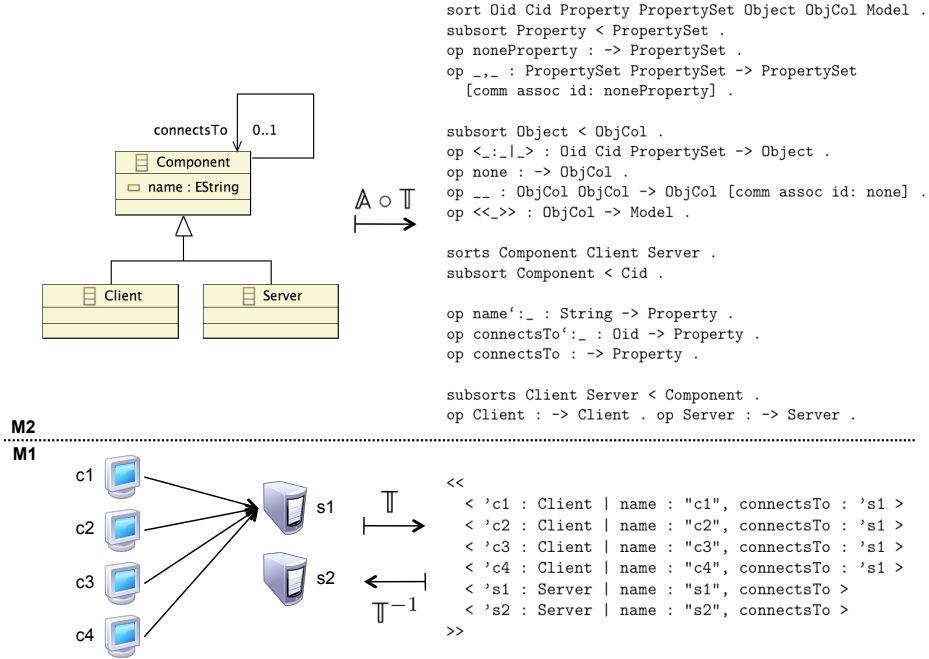 sort Oid Cid Property PropertySet Object ObjCol Model .
subsort Property < PropertySet .
op noneProperty : -> PropertySet .
op _,_ : PropertySet PropertySet -> PropertySet
[comm assoc id: noneProperty] .
subsort Object < ObjCol .
op <_:_|_> : Oid Cid PropertySet -> Object .
op none : -> ObjCol .
op __ : ObjCol ObjCol -> ObjCol [comm assoc id: none] .
op <<_>> : ObjCol -> Model .
sorts Component Client Server .
subsort Component < Cid .
op name‘:_ : String -> Property .
op connectsTo‘:_ : Oid -> Property .
op connectsTo : -> Property .
subsorts Client Server < Component .
op Client : -> Client . op Server : -> Server .
connectsTo 0..1
Component
name : EString
Client
Server
𝔸 ∘ 𝕋
M2
M1
c1
c2
c3
c4
s1
s2
𝕋
𝕋⁻¹
<<
< ’c1 : Client | name : "c1", connectsTo : ’s1 >
< ’c2 : Client | name : "c2", connectsTo : ’s1 >
< ’c3 : Client | name : "c3", connectsTo : ’s1 >
< ’c4 : Client | name : "c4", connectsTo : ’s1 >
< ’s1 : Server | name : "s1", connectsTo >
< ’s2 : Server | name : "s2", connectsTo >
>>